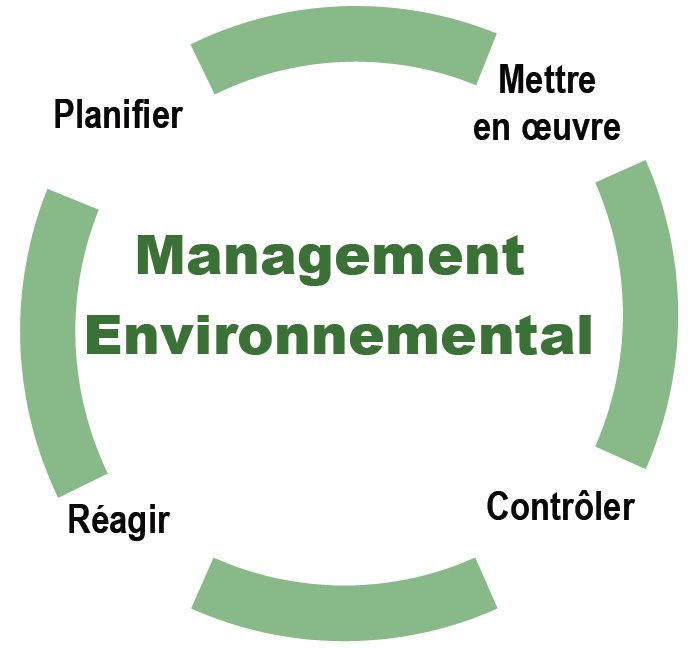 Planifier
Mettre
en œuvre
Management
Environnemental
Réagir
Contrôler